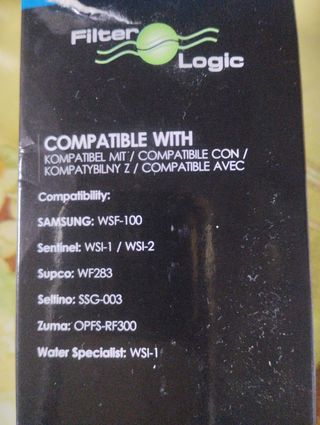 Filter Logic
COMPATIBLE WITH
KOMPATIBEL MIT / COMPATIBILE CON /
KOMPATYBILNY Z / COMPATIBLE AVEC
Compatibility:
SAMSUNG: WSF-100
Sentinel: WSI-1 / WSI-2
Supco: WF283
Sellino: SSG-003
Zuma: OPFS-RF300
Water Specialist: WSI-1